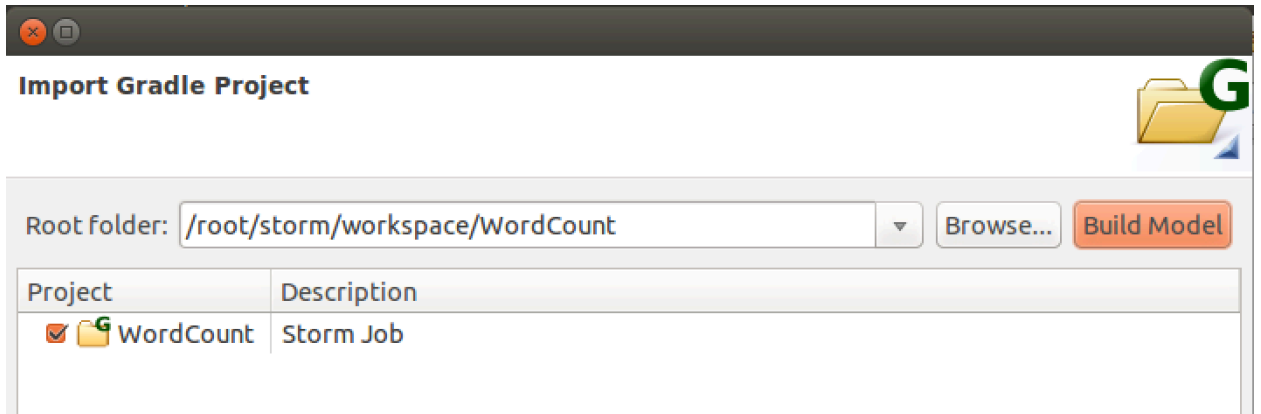 Import Gradle Project
G
Root folder: /root/storm/workspace/WordCount Browse... Build Model
Project Description
G WordCount Storm Job